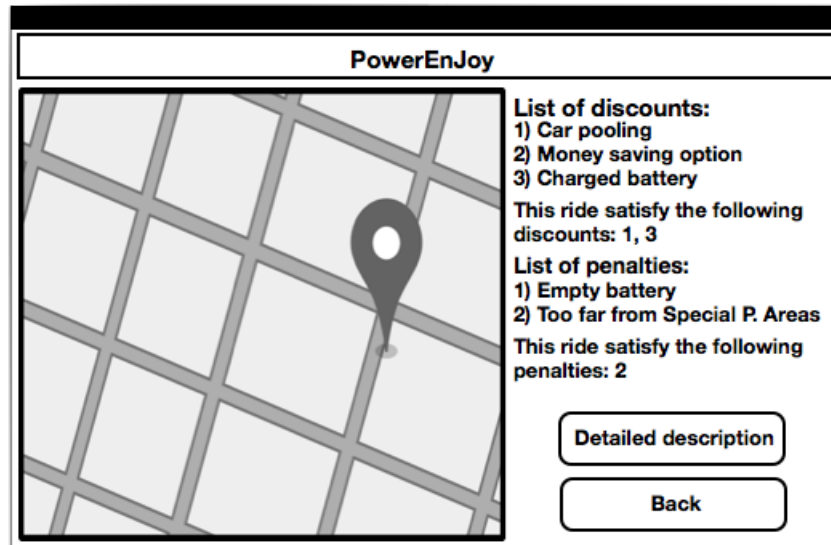 PowerEnJoy
List of discounts:
1) Car pooling
2) Money saving option
3) Charged battery
This ride satisfy the following
discounts: 1, 3
List of penalties:
1) Empty battery
2) Too far from Special P. Areas
This ride satisfy the following
penalties: 2
Detailed description
Back